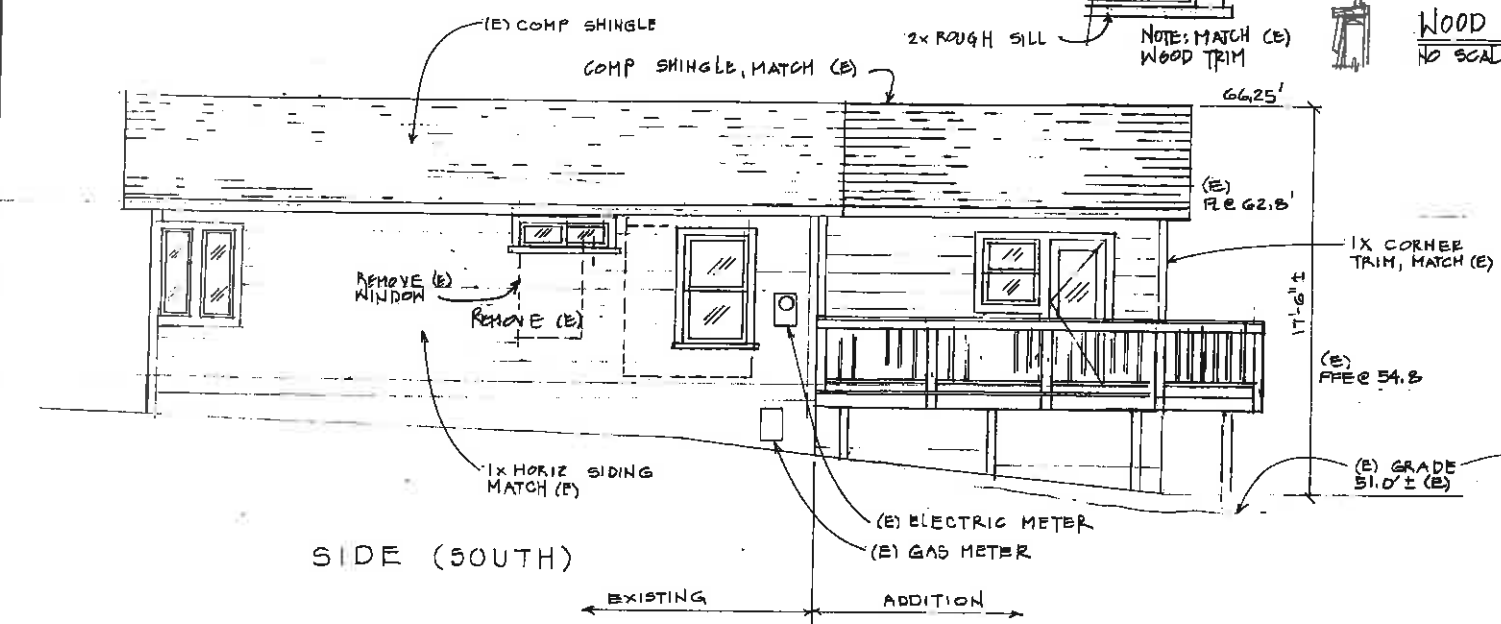 (E) COMP SHINGLE
2x ROUGH SILL
NOTE: MATCH (E)
WOOD TRIM
WOOD
NO SCAL
COMP SHINGLE, MATCH (E)
66.25'
(E)
PL@ 62.8'
1X CORNER
TRIM, MATCH (E)
REMOVE (E)
WINDOW
REMOVE (E)
17'-6" ±
(E)
FFE@ 54.8
1x HORIZ SIDING
MATCH (E)
(E) GRADE
51.0' ± (E)
(E) ELECTRIC METER
(E) GAS METER
SIDE (SOUTH)
EXISTING
ADDITION